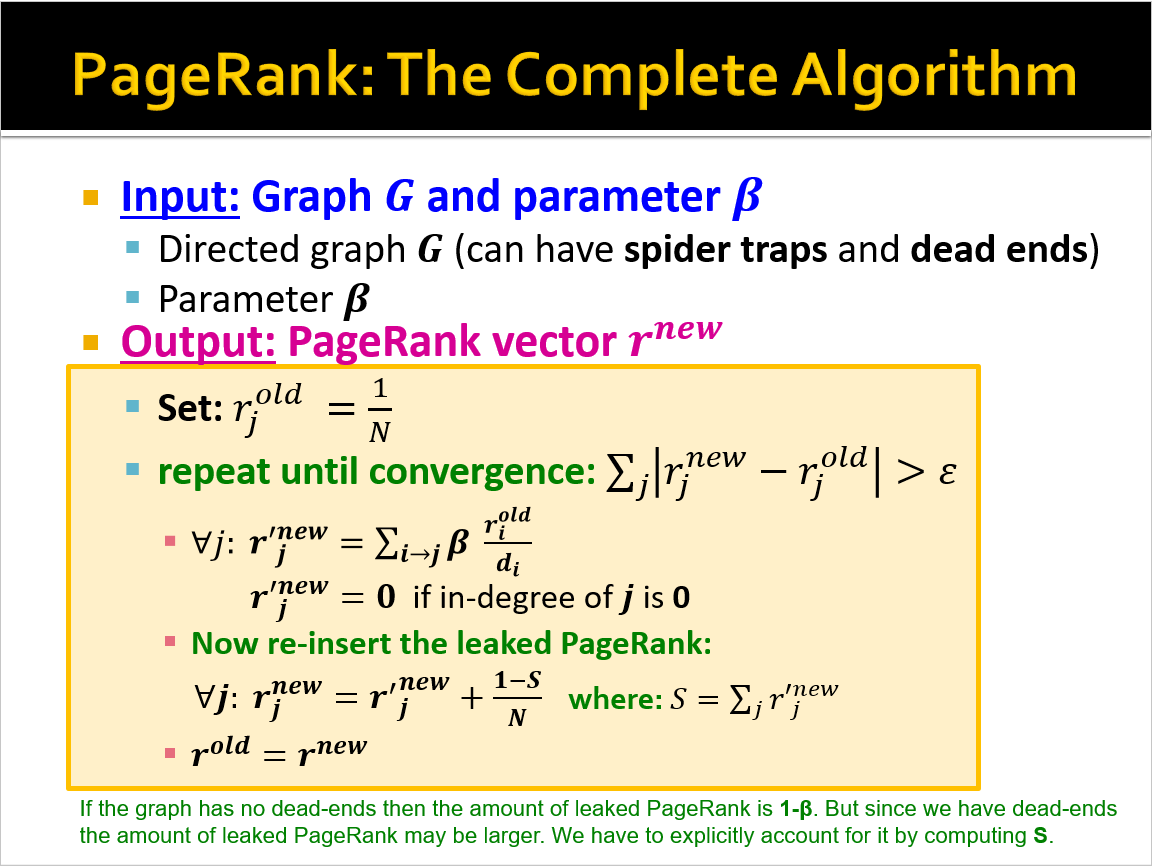 PageRank: The Complete Algorithm
Input: Graph G and parameter β
Directed graph G (can have spider traps and dead ends)
Parameter β
Output: PageRank vector r^new
Set: r_j^old = 1/N
repeat until convergence: ∑_j |r_j^new − r_j^old| > ε
∀j: r′_j^new = ∑_{i→j} β r_i^old / d_i
r′_j^new = 0 if in-degree of j is 0
Now re-insert the leaked PageRank:
∀j: r_j^new = r′_j^new + (1−S)/N where: S = ∑_j r′_j^new
r^old = r^new
If the graph has no dead-ends then the amount of leaked PageRank is 1-β. But since we have dead-ends
the amount of leaked PageRank may be larger. We have to explicitly account for it by computing S.